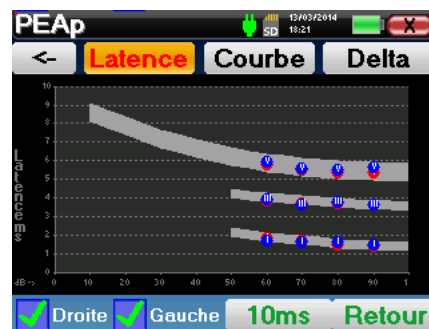 PEAp SD 13/03/2014 18:21 X
<- Latence Courbe Delta
10
9
8
7
6
5
4
3
2
1
0
Latence ms
V V V V
III III III III
I I I I
dB-> 0 10 20 30 40 50 60 70 80 90 1
Droite Gauche 10ms Retour